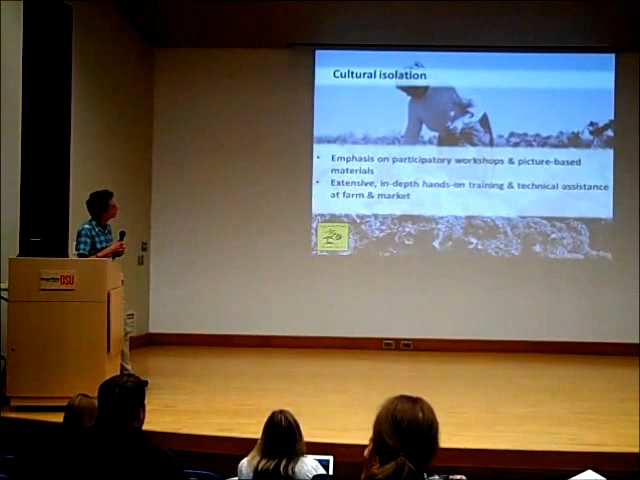 Cultural isolation
• Emphasis on participatory workshops & picture-based
materials
• Extensive, in-depth hands-on training & technical assistance
at farm & market
OSU